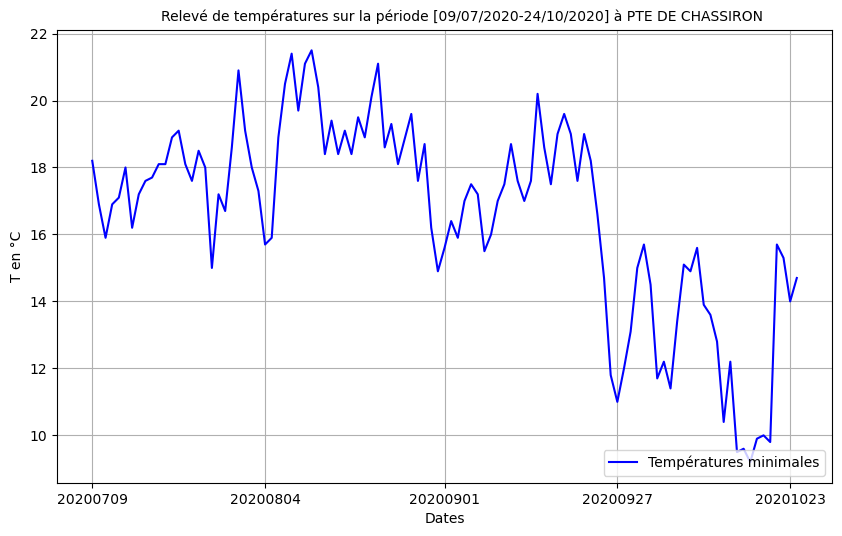 Relevé de températures sur la période [09/07/2020-24/10/2020] à PTE DE CHASSIRON
T en °C
22
20
18
16
14
12
10
Températures minimales
20200709 20200804 20200901 20200927 20201023
Dates